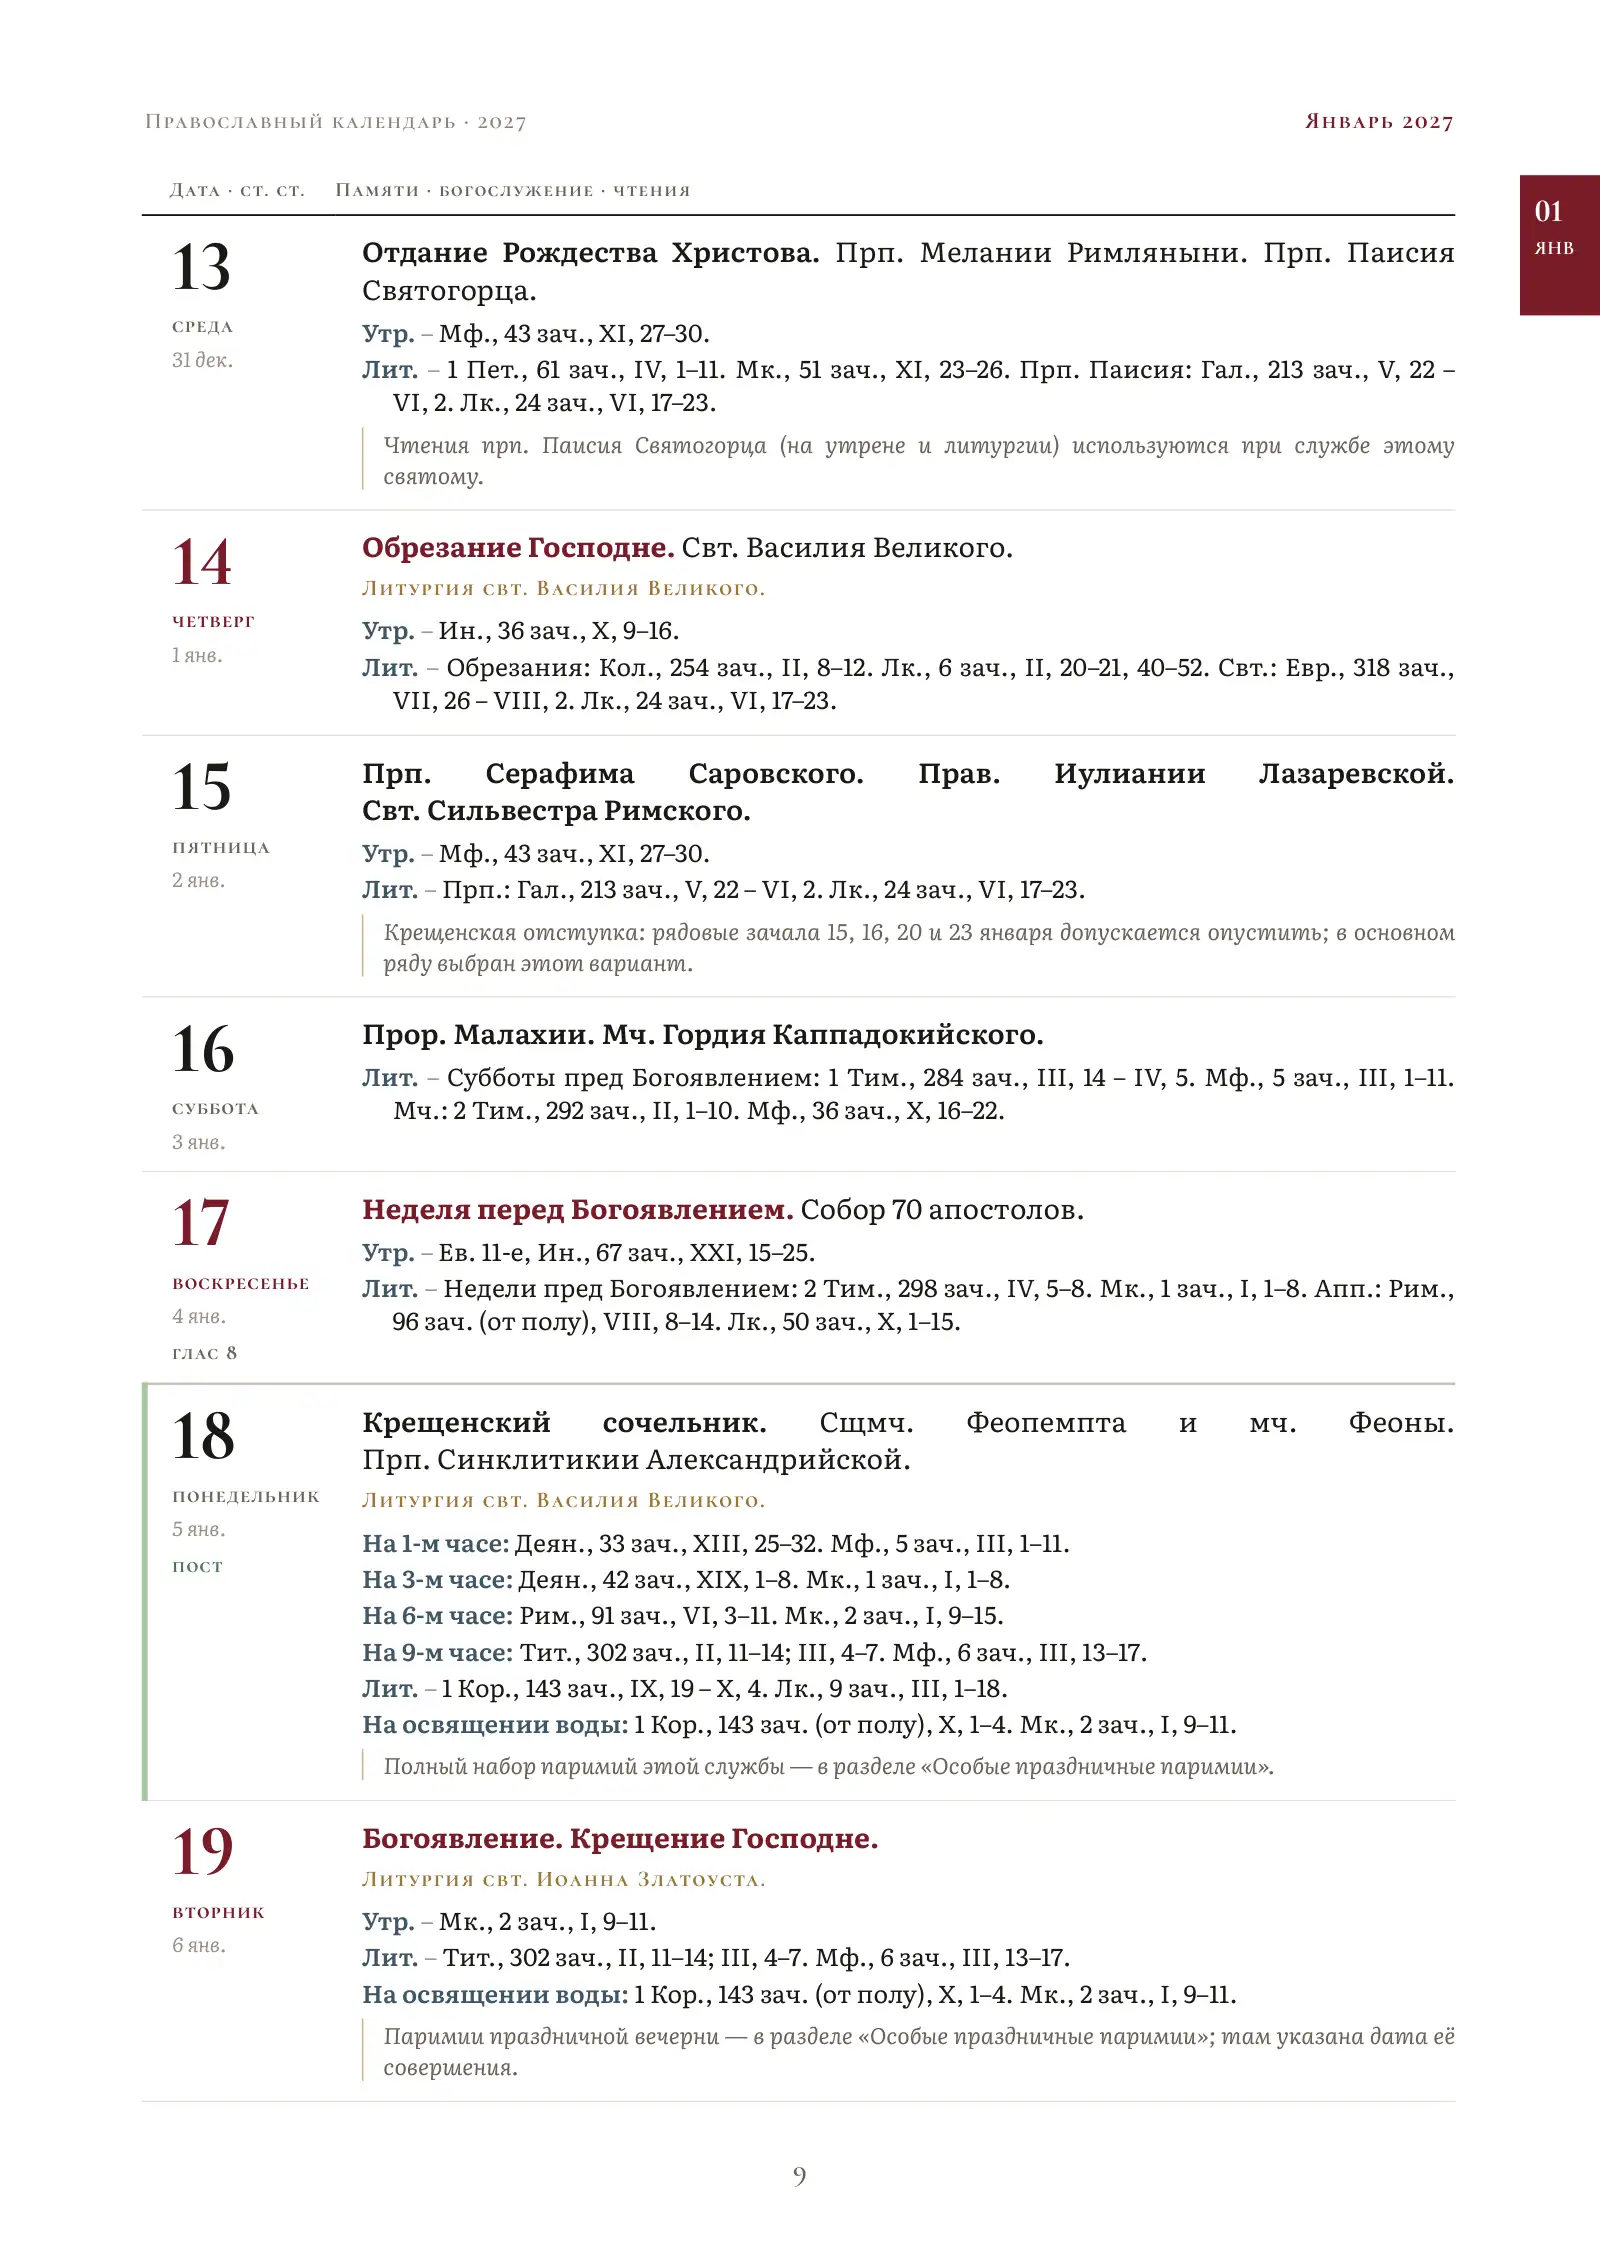 Православный календарь · 2027
Январь 2027
01
янв
Дата · ст. ст. Памяти · богослужение · чтения
13
среда
31 дек.
Отдание Рождества Христова. Прп. Мелании Римляныни. Прп. Паисия
Святогорца.
Утр. – Мф., 43 зач., XI, 27–30.
Лит. – 1 Пет., 61 зач., IV, 1–11. Мк., 51 зач., XI, 23–26. Прп. Паисия: Гал., 213 зач., V, 22 –
VI, 2. Лк., 24 зач., VI, 17–23.
Чтения прп. Паисия Святогорца (на утрене и литургии) используются при службе этому
святому.
14
четверг
1 янв.
Обрезание Господне. Свт. Василия Великого.
Литургия свт. Василия Великого.
Утр. – Ин., 36 зач., X, 9–16.
Лит. – Обрезания: Кол., 254 зач., II, 8–12. Лк., 6 зач., II, 20–21, 40–52. Свт.: Евр., 318 зач.,
VII, 26 – VIII, 2. Лк., 24 зач., VI, 17–23.
15
пятница
2 янв.
Прп. Серафима Саровского. Прав. Иулиании Лазаревской.
Свт. Сильвестра Римского.
Утр. – Мф., 43 зач., XI, 27–30.
Лит. – Прп.: Гал., 213 зач., V, 22 – VI, 2. Лк., 24 зач., VI, 17–23.
Крещенская отступка: рядовые зачала 15, 16, 20 и 23 января допускается опустить; в основном
ряду выбран этот вариант.
16
суббота
3 янв.
Прор. Малахии. Мч. Гордия Каппадокийского.
Лит. – Субботы пред Богоявлением: 1 Тим., 284 зач., III, 14 – IV, 5. Мф., 5 зач., III, 1–11.
Мч.: 2 Тим., 292 зач., II, 1–10. Мф., 36 зач., X, 16–22.
17
воскресенье
4 янв.
глас 8
Неделя перед Богоявлением. Собор 70 апостолов.
Утр. – Ев. 11-е, Ин., 67 зач., XXI, 15–25.
Лит. – Недели пред Богоявлением: 2 Тим., 298 зач., IV, 5–8. Мк., 1 зач., I, 1–8. Апп.: Рим.,
96 зач. (от полу), VIII, 8–14. Лк., 50 зач., X, 1–15.
18
понедельник
5 янв.
пост
Крещенский сочельник. Сщмч. Феопемпта и мч. Феоны.
Прп. Синклитикии Александрийской.
Литургия свт. Василия Великого.
На 1-м часе: Деян., 33 зач., XIII, 25–32. Мф., 5 зач., III, 1–11.
На 3-м часе: Деян., 42 зач., XIX, 1–8. Мк., 1 зач., I, 1–8.
На 6-м часе: Рим., 91 зач., VI, 3–11. Мк., 2 зач., I, 9–15.
На 9-м часе: Тит., 302 зач., II, 11–14; III, 4–7. Мф., 6 зач., III, 13–17.
Лит. – 1 Кор., 143 зач., IX, 19 – X, 4. Лк., 9 зач., III, 1–18.
На освящении воды: 1 Кор., 143 зач. (от полу), X, 1–4. Мк., 2 зач., I, 9–11.
Полный набор паримий этой службы — в разделе «Особые праздничные паримии».
19
вторник
6 янв.
Богоявление. Крещение Господне.
Литургия свт. Иоанна Златоуста.
Утр. – Мк., 2 зач., I, 9–11.
Лит. – Тит., 302 зач., II, 11–14; III, 4–7. Мф., 6 зач., III, 13–17.
На освящении воды: 1 Кор., 143 зач. (от полу), X, 1–4. Мк., 2 зач., I, 9–11.
Паримии праздничной вечерни — в разделе «Особые праздничные паримии»; там указана дата её
совершения.
9